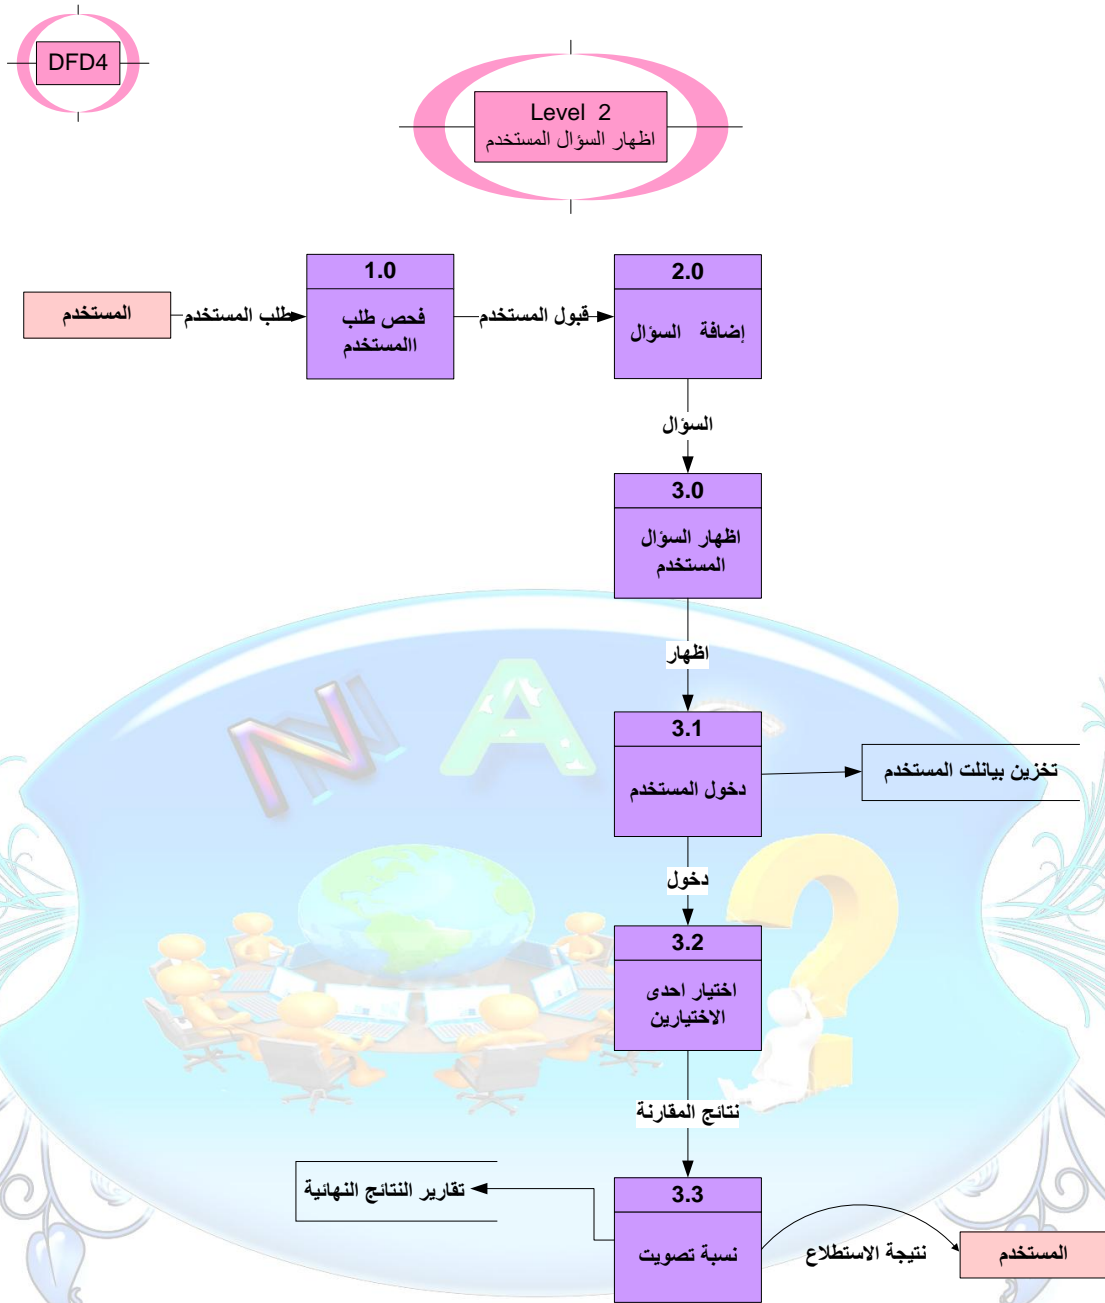 DFD4
Level 2
اظهار السؤال المستخدم
1.0
2.0
المستخدم
طلب المستخدم
فحص طلب
االمستخدم
قبول المستخدم
إضافة السؤال
السؤال
3.0
اظهار السؤال
المستخدم
اظهار
N A
3.1
دخول المستخدم
تخزين بياتلت المستخدم
دخول
3.2
اختيار احدى
الاختيارين
نتائج المقارنة
3.3
تقارير النتائج النهائية
نسبة تصويت
نتيجة الاستطلاع
المستخدم